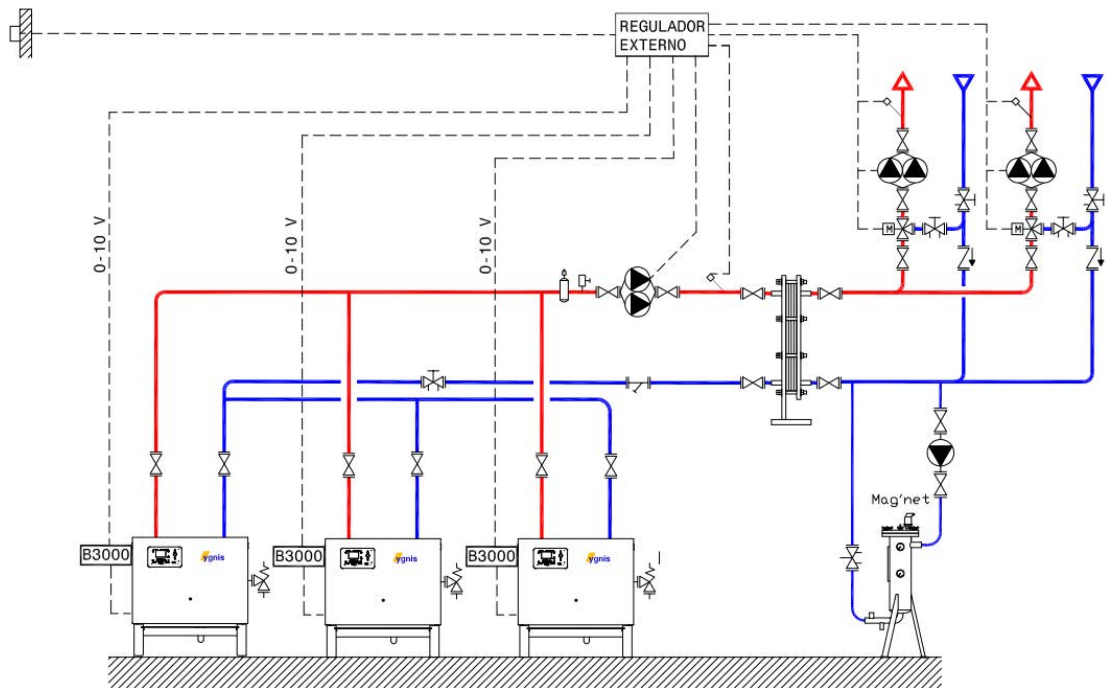 REGULADOR
EXTERNO
0-10 V
0-10 V
0-10 V
M
M
Mag'net
B3000
ygnis
B3000
ygnis
B3000
ygnis